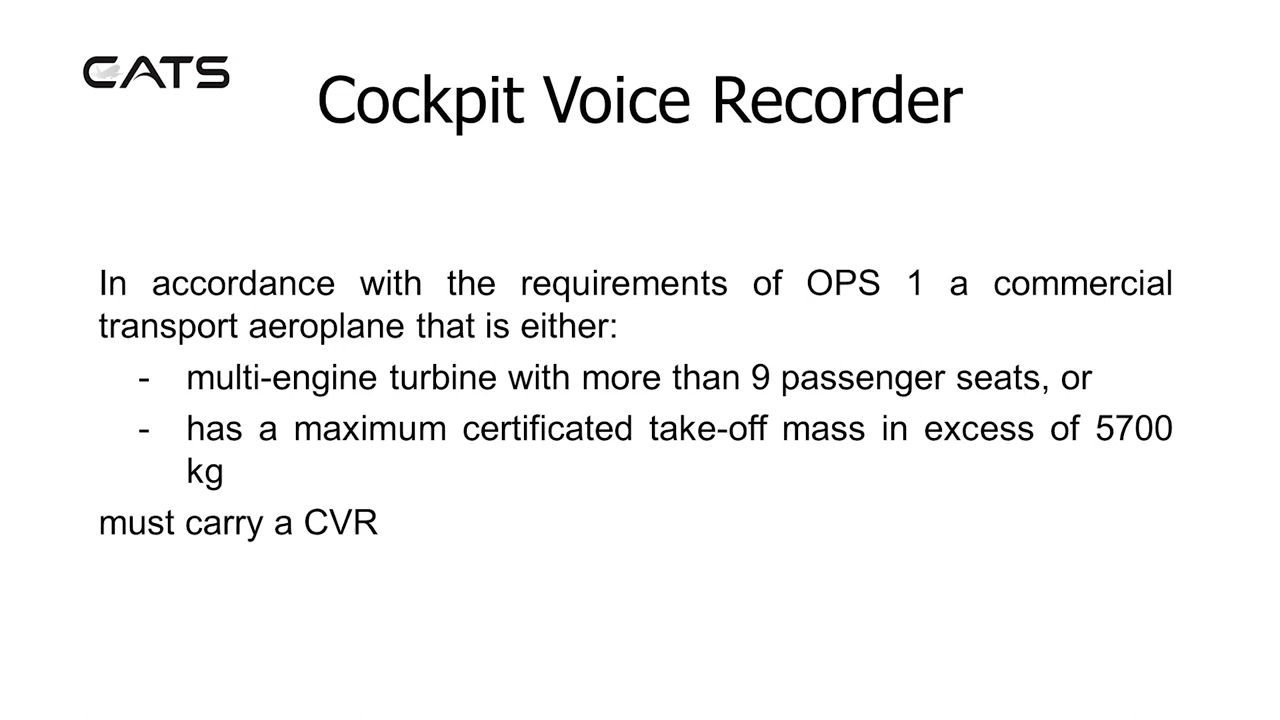 CATS
Cockpit Voice Recorder
In accordance with the requirements of OPS 1 a commercial
transport aeroplane that is either:
- multi-engine turbine with more than 9 passenger seats, or
- has a maximum certificated take-off mass in excess of 5700
kg
must carry a CVR